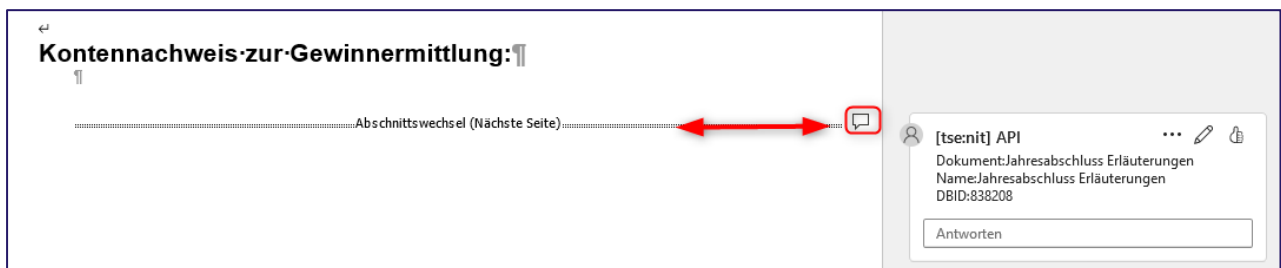 ↵
Kontennachweis·zur·Gewinnermittlung:¶
¶
Abschnittswechsel (Nächste Seite)
[tse:nit] API
Dokument:Jahresabschluss Erläuterungen
Name:Jahresabschluss Erläuterungen
DBID:838208
Antworten